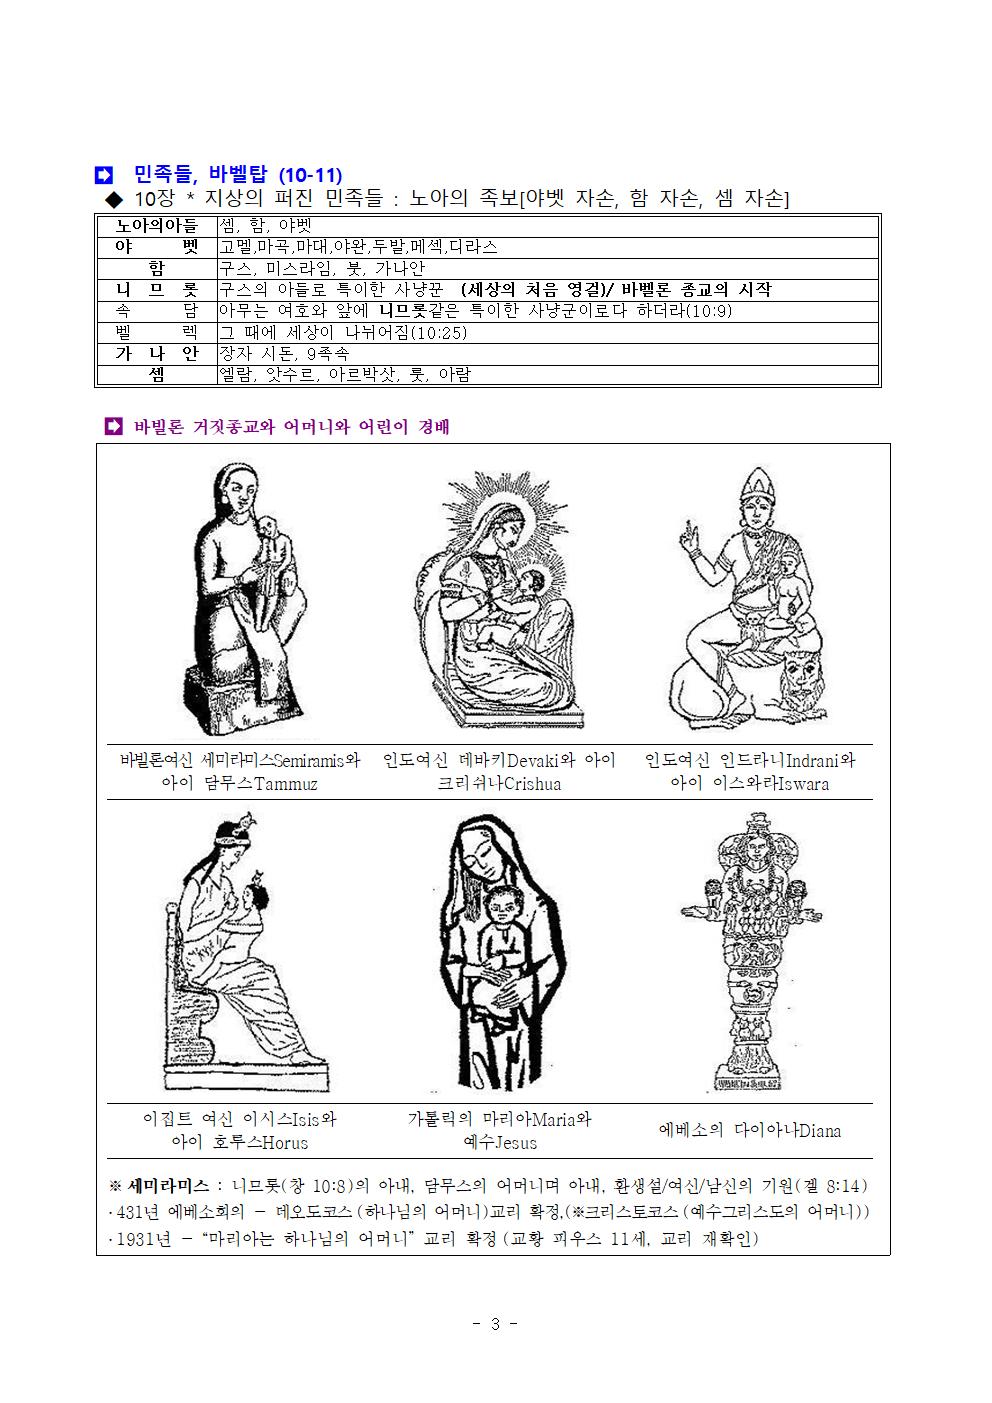 민족들, 바벨탑 (10-11)
◆ 10장 * 지상의 퍼진 민족들 : 노아의 족보[야벳 자손, 함 자손, 셈 자손]
노아의아들 셈, 함, 야벳
야 벳 고멜,마곡,마대,야완,두발,메섹,디라스
함 구스, 미스라임, 붓, 가나안
니 므 롯 구스의 아들로 특이한 사냥꾼 (세상의 처음 영걸)/ 바벨론 종교의 시작
속 담 아무는 여호와 앞에 니므롯같은 특이한 사냥군이로다 하더라(10:9)
벨 렉 그 때에 세상이 나뉘어짐(10:25)
가 나 안 장자 시돈, 9족속
셈 엘람, 앗수르, 아르박삿, 룻, 아람
바빌론 거짓종교와 어머니와 어린이 경배
바빌론여신 세미라미스Semiramis와
아이 담무스Tammuz
인도여신 데바키Devaki와 아이
크리쉬나Crishua
인도여신 인드라니Indrani와
아이 이스와라Iswara
이집트 여신 이시스Isis와
아이 호루스Horus
가톨릭의 마리아Maria와
예수Jesus
에베소의 다이아나Diana
※ 세미라미스 : 니므롯(창 10:8)의 아내, 담무스의 어머니며 아내, 환생설/여신/남신의 기원(겔 8:14)
·431년 에베소회의 - 데오도코스(하나님의 어머니)교리 확정,(※크리스토코스(예수그리스도의 어머니))
·1931년 - “마리아는 하나님의 어머니” 교리 확정(교황 피우스 11세, 교리 재확인)
- 3 -